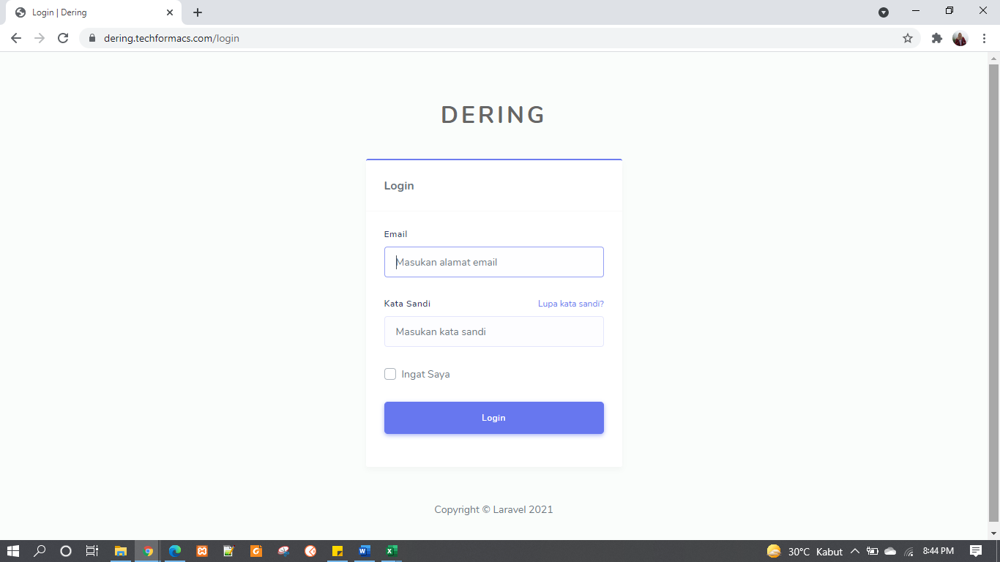 Login | Dering
dering.techformacs.com/login
DERING
Login
Email
Masukan alamat email
Kata Sandi
Lupa kata sandi?
Masukan kata sandi
Ingat Saya
Login
Copyright © Laravel 2021
30°C Kabut
8:44 PM